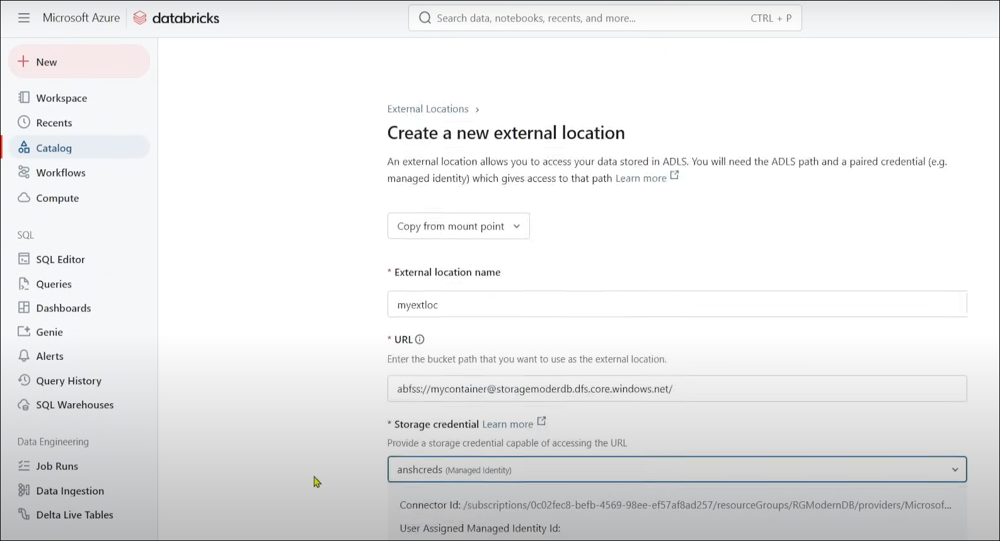 Microsoft Azure
databricks
Search data, notebooks, recents, and more...
CTRL + P
New
Workspace
Recents
Catalog
Workflows
Compute
SQL
SQL Editor
Queries
Dashboards
Genie
Alerts
Query History
SQL Warehouses
Data Engineering
Job Runs
Data Ingestion
Delta Live Tables
External Locations ›
Create a new external location
An external location allows you to access your data stored in ADLS. You will need the ADLS path and a paired credential (e.g.
managed identity) which gives access to that path Learn more
Copy from mount point
* External location name
myextloc
* URL
Enter the bucket path that you want to use as the external location.
abfss://mycontainer@storagemoderdb.dfs.core.windows.net/
* Storage credential Learn more
Provide a storage credential capable of accessing the URL
anshcreds (Managed Identity)
Connector Id: /subscriptions/0c02fec8-befb-4569-98ee-ef57af8ad257/resourceGroups/RGModernDB/providers/Microsof...
User Assigned Managed Identity Id: